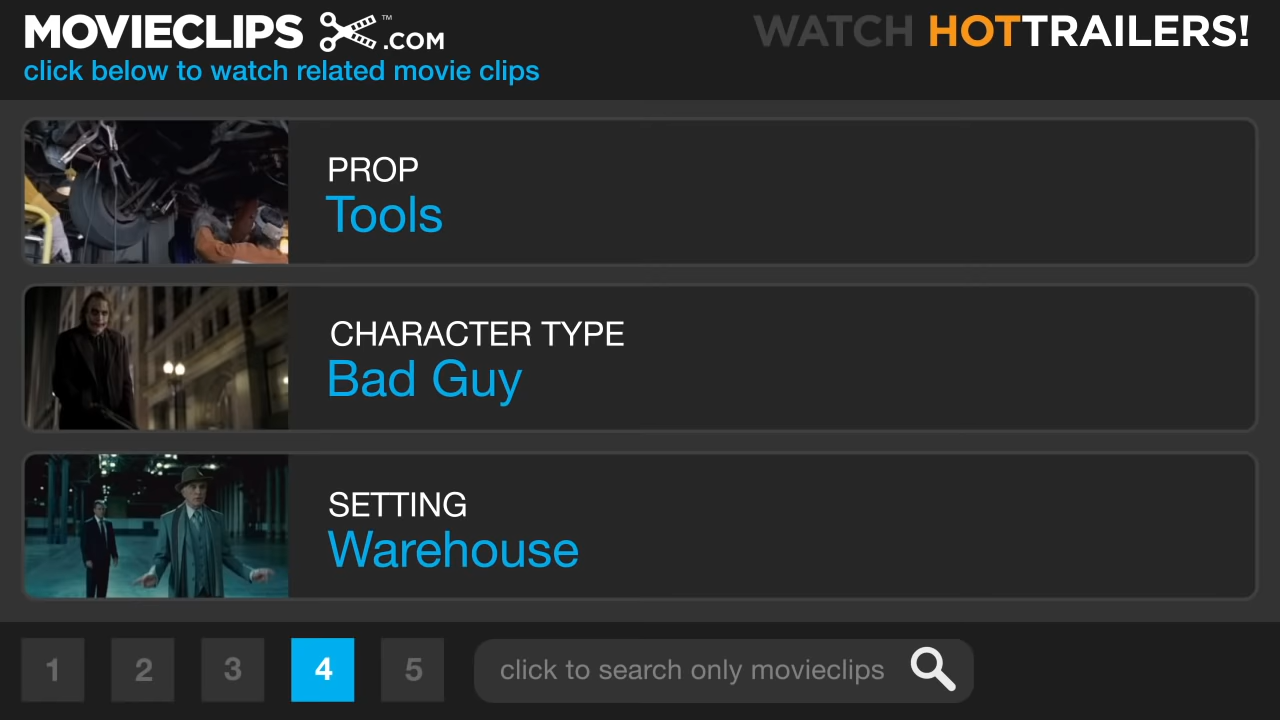 MOVIECLIPS ™ .COM
WATCH HOTTRAILERS!
click below to watch related movie clips
PROP
Tools
CHARACTER TYPE
Bad Guy
SETTING
Warehouse
1 2 3 4 5 click to search only movieclips